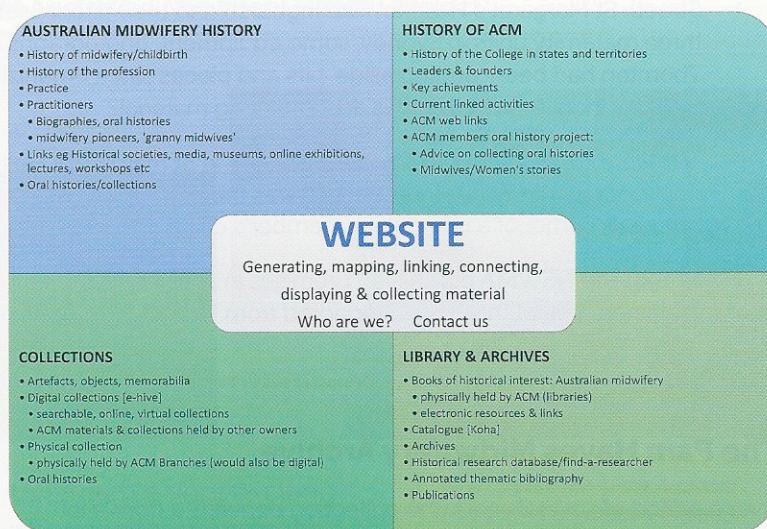 AUSTRALIAN MIDWIFERY HISTORY
• History of midwifery/childbirth
• History of the profession
• Practice
• Practitioners
• Biographies, oral histories
• midwifery pioneers, 'granny midwives'
• Links eg Historical societies, media, museums, online exhibitions,
lectures, workshops etc
• Oral histories/collections
HISTORY OF ACM
• History of the College in states and territories
• Leaders & founders
• Key achievments
• Current linked activities
• ACM web links
• ACM members oral history project:
• Advice on collecting oral histories
• Midwives/Women's stories
WEBSITE
Generating, mapping, linking, connecting,
displaying & collecting material
Who are we? Contact us
COLLECTIONS
• Artefacts, objects, memorabilia
• Digital collections [e-hive]
• searchable, online, virtual collections
• ACM materials & collections held by other owners
• Physical collection
• physically held by ACM Branches (would also be digital)
• Oral histories
LIBRARY & ARCHIVES
• Books of historical interest: Australian midwifery
• physically held by ACM (libraries)
• electronic resources & links
• Catalogue [Koha]
• Archives
• Historical research database/find-a-researcher
• Annotated thematic bibliography
• Publications